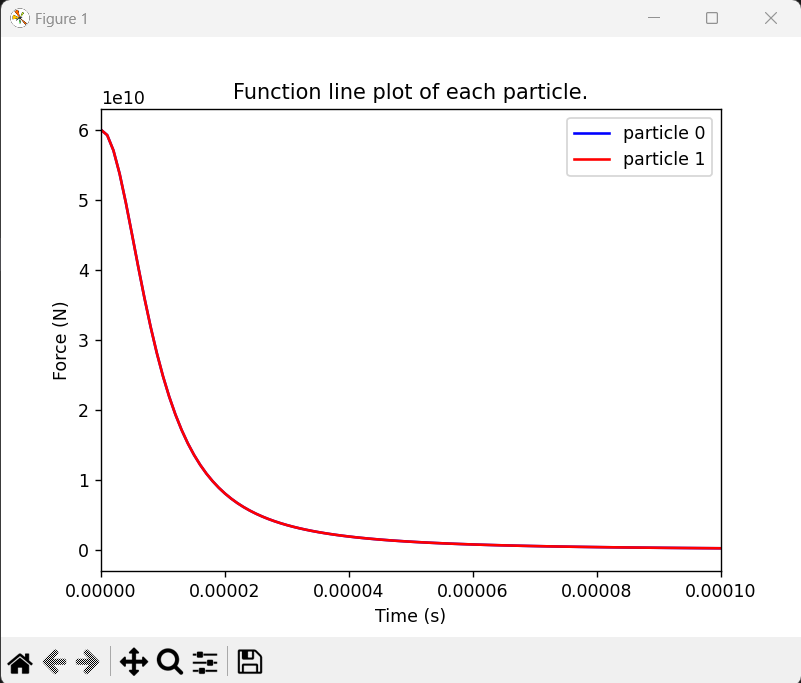 Figure 1
Function line plot of each particle.
1e10
particle 0
particle 1
6
5
4
3
2
1
0
Force (N)
0.00000 0.00002 0.00004 0.00006 0.00008 0.00010
Time (s)